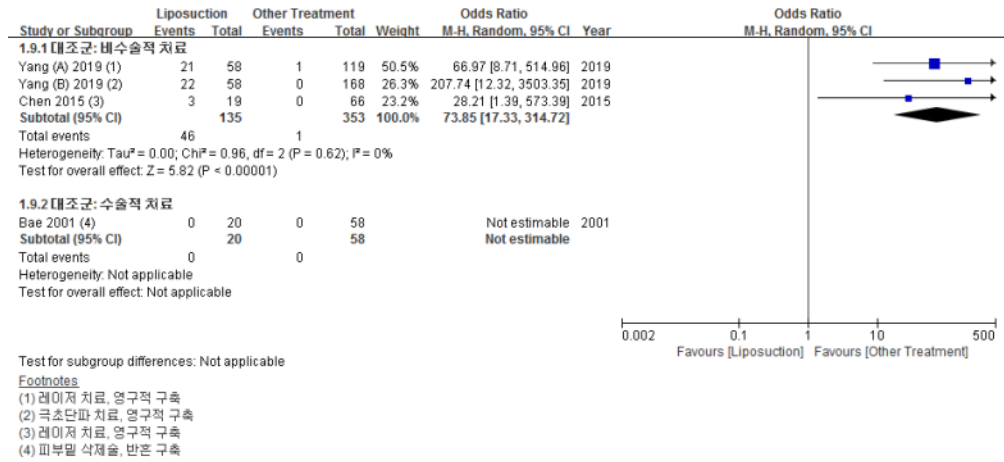 Liposuction Other Treatment Odds Ratio Odds Ratio
Study or Subgroup Events Total Events Total Weight M-H, Random, 95% CI Year M-H, Random, 95% CI
1.9.1 대조군: 비수술적 치료
Yang (A) 2019 (1) 21 58 1 119 50.5% 66.97 [8.71, 514.96] 2019
Yang (B) 2019 (2) 22 58 0 168 26.3% 207.74 [12.32, 3503.35] 2019
Chen 2015 (3) 3 19 0 66 23.2% 28.21 [1.39, 573.39] 2015
Subtotal (95% CI) 135 353 100.0% 73.85 [17.33, 314.72]
Total events 46 1
Heterogeneity: Tau² = 0.00; Chi² = 0.96, df = 2 (P = 0.62); I² = 0%
Test for overall effect: Z = 5.82 (P < 0.00001)
1.9.2 대조군: 수술적 치료
Bae 2001 (4) 0 20 0 58 Not estimable 2001
Subtotal (95% CI) 20 58 Not estimable
Total events 0 0
Heterogeneity: Not applicable
Test for overall effect: Not applicable
0.002 0.1 1 10 500
Favours [Liposuction] Favours [Other Treatment]
Test for subgroup differences: Not applicable
Footnotes
(1) 레이저 치료, 영구적 구축
(2) 극초단파 치료, 영구적 구축
(3) 레이저 치료, 영구적 구축
(4) 피부밑 삭제술, 반흔 구축